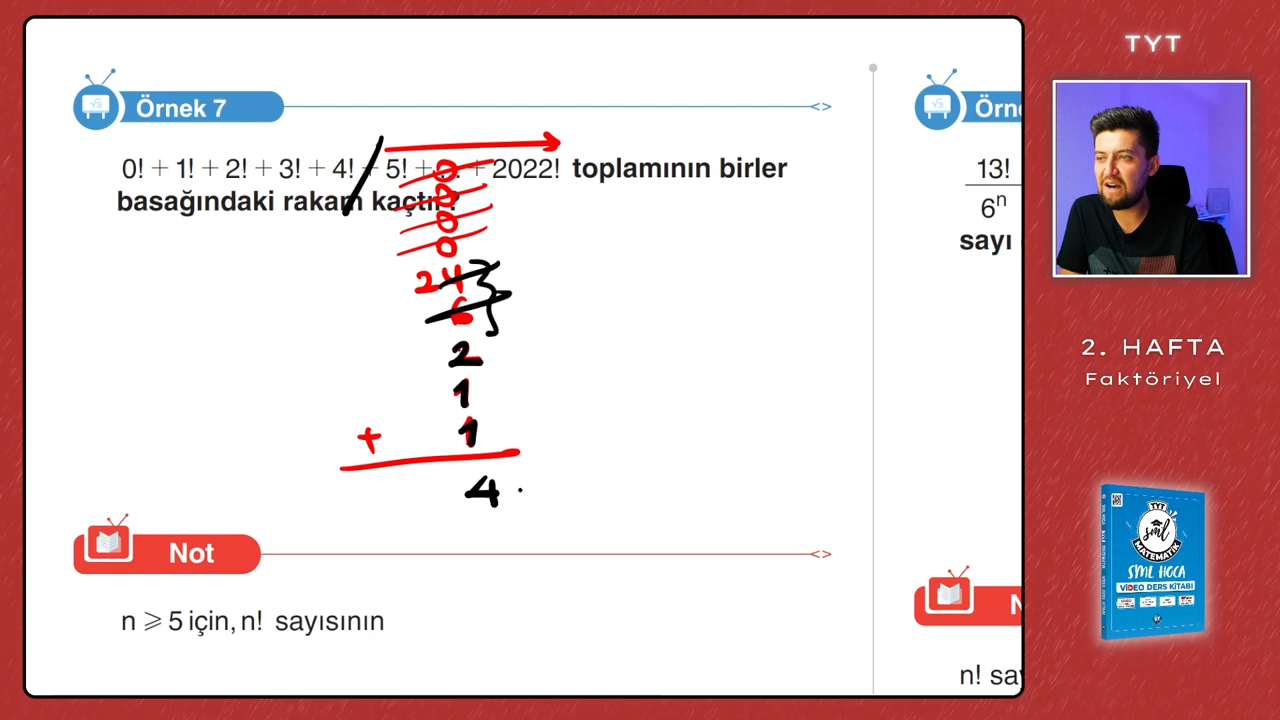 TYT
Örnek 7
0! + 1! + 2! + 3! + 4! + 5! + ... + 2022! toplamının birler
basağındaki rakam kaçtır?
0
0
0
0
24
6
2
1
+ 1
4
Not
n ⩾ 5 için, n! sayısının
Örn
13!
6ⁿ
sayı
N
n! say
2. HAFTA
Faktöriyel
TYT
sml
MATEMATİK
SML HOCA
VİDEO DERS KİTABI